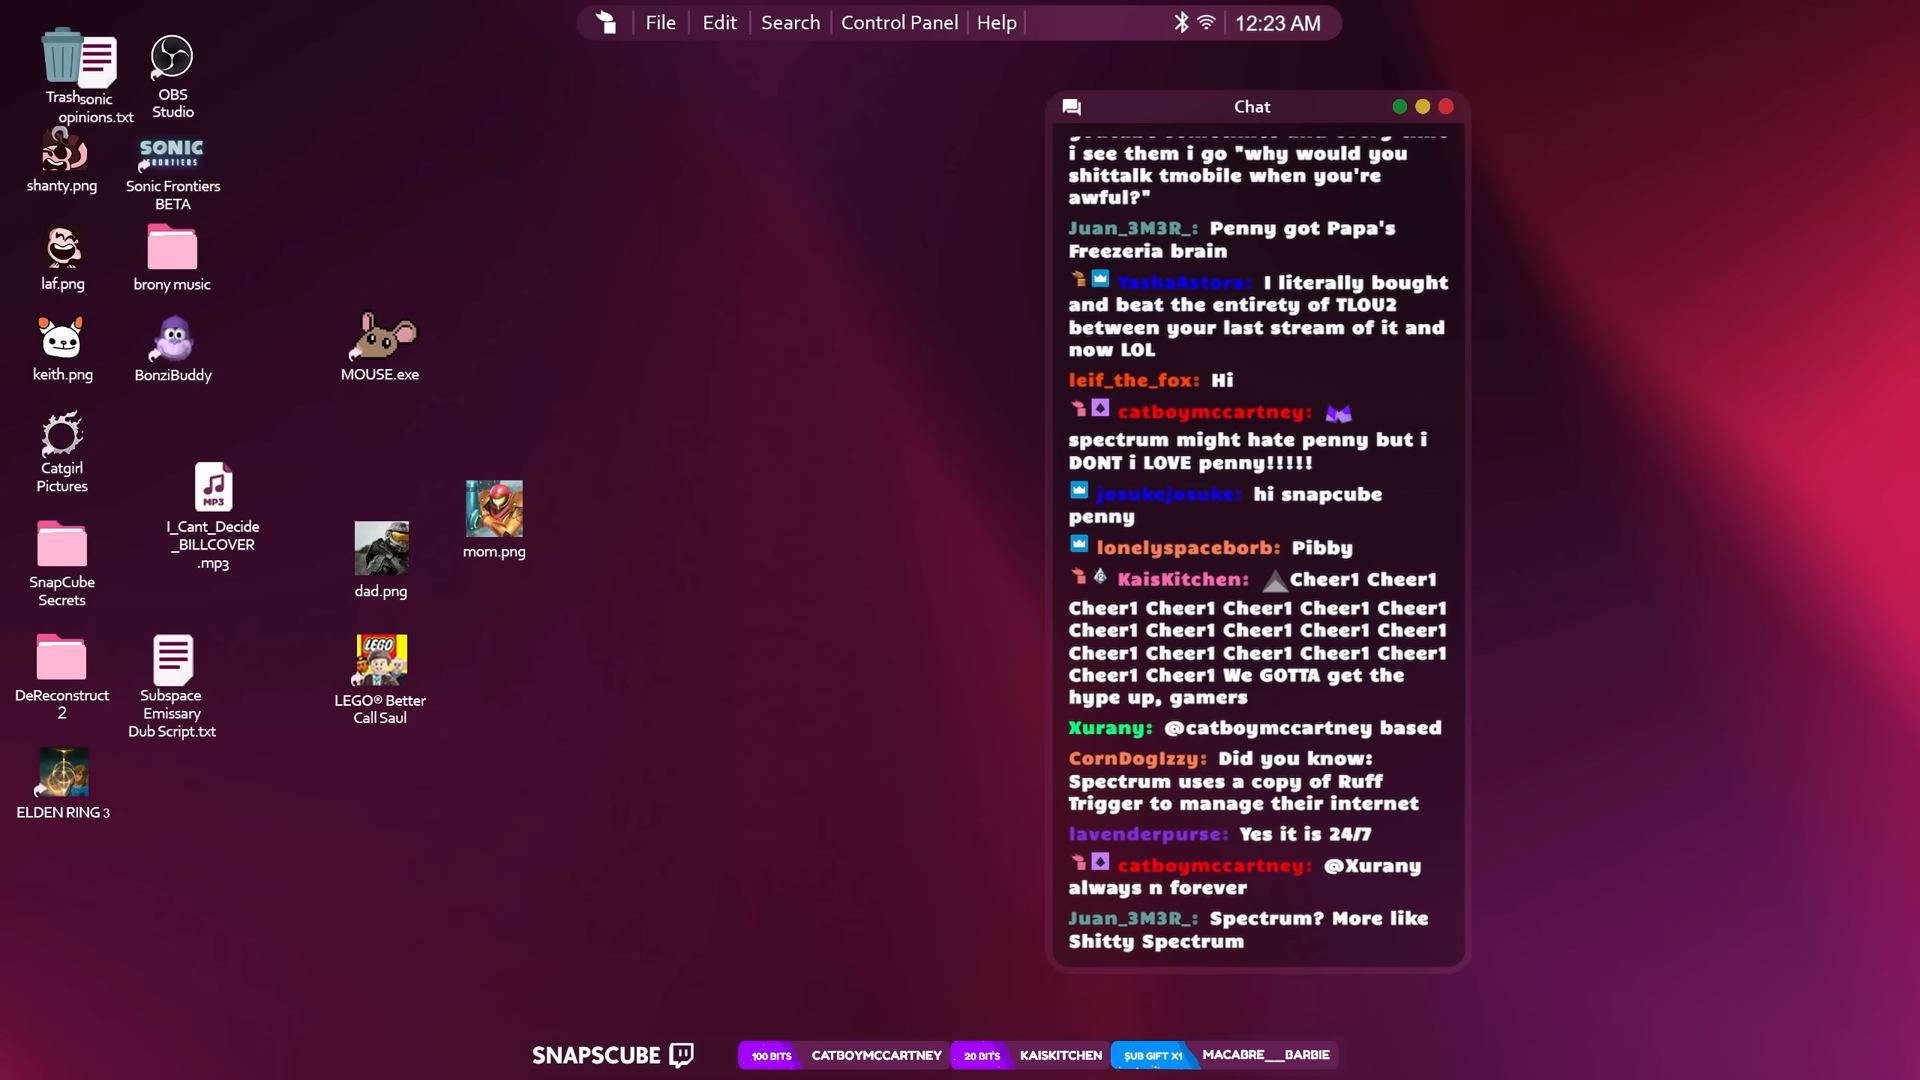 File
Edit
Search
Control Panel
Help
12:23 AM
Trash
sonic
opinions.txt
OBS
Studio
shanty.png
SONIC
FRONTIERS
Sonic Frontiers
BETA
laf.png
brony music
keith.png
BonziBuddy
MOUSE.exe
Catgirl
Pictures
MP3
I_Cant_Decide
_BILLCOVER
.mp3
mom.png
SnapCube
Secrets
dad.png
DeReconstruct
2
Subspace
Emissary
Dub Script.txt
LEGO
LEGO® Better
Call Saul
ELDEN RING 3
Chat
i see them i go "why would you
shittalk tmobile when you're
awful?"
Juan_3M3R_: Penny got Papa's
Freezeria brain
YashaAstora: I literally bought
and beat the entirety of TLOU2
between your last stream of it and
now LOL
leif_the_fox: Hi
catboymccartney:
spectrum might hate penny but i
DONT i LOVE penny!!!!!
josukejosuke: hi snapcube
penny
lonelyspaceborb: Pibby
KaisKitchen: Cheer1 Cheer1
Cheer1 Cheer1 Cheer1 Cheer1 Cheer1
Cheer1 Cheer1 Cheer1 Cheer1 Cheer1
Cheer1 Cheer1 Cheer1 Cheer1 Cheer1
Cheer1 Cheer1 We GOTTA get the
hype up, gamers
Xurany: @catboymccartney based
CornDogIzzy: Did you know:
Spectrum uses a copy of Ruff
Trigger to manage their internet
lavenderpurse: Yes it is 24/7
catboymccartney: @Xurany
always n forever
Juan_3M3R_: Spectrum? More like
Shitty Spectrum
SNAPSCUBE
100 BITS CATBOYMCCARTNEY
20 BITS KAISKITCHEN
SUB GIFT X1 MACABRE__BARBIE